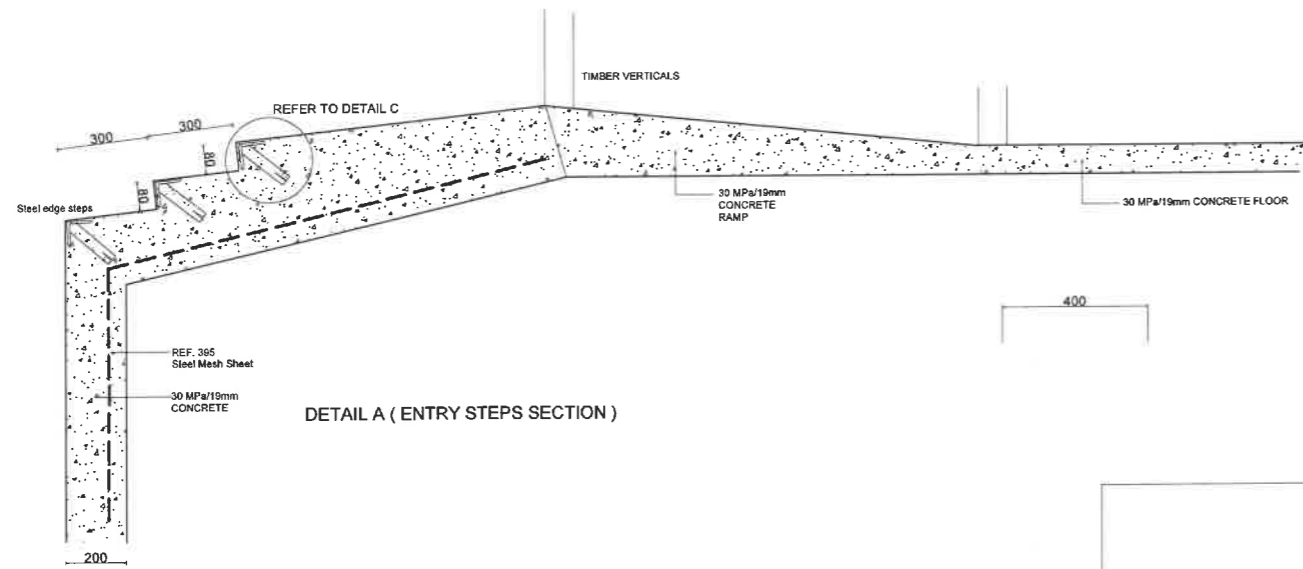 TIMBER VERTICALS
REFER TO DETAIL C
300
300
80
80
Steel edge steps
30 MPa/19mm
CONCRETE
RAMP
30 MPa/19mm CONCRETE FLOOR
400
REF. 395
Steel Mesh Sheet
30 MPa/19mm
CONCRETE
DETAIL A ( ENTRY STEPS SECTION )
200